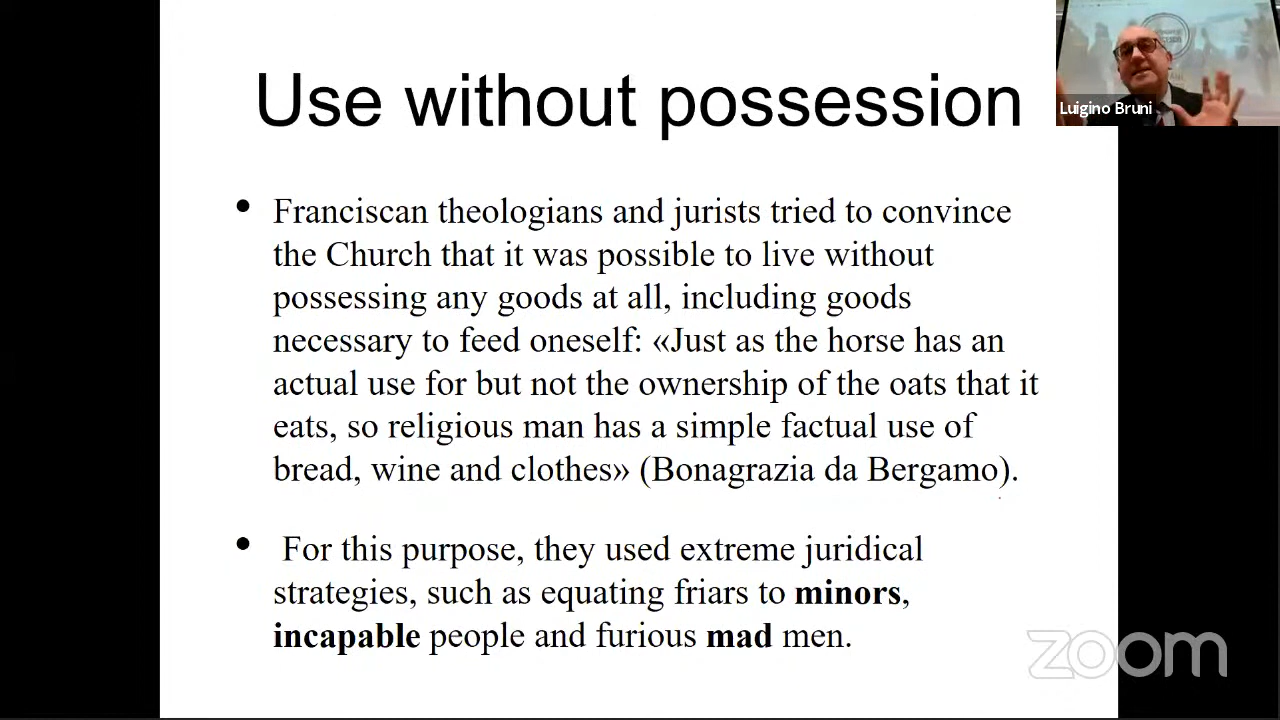 Use without possession
Luigino Bruni
• Franciscan theologians and jurists tried to convince
the Church that it was possible to live without
possessing any goods at all, including goods
necessary to feed oneself: «Just as the horse has an
actual use for but not the ownership of the oats that it
eats, so religious man has a simple factual use of
bread, wine and clothes» (Bonagrazia da Bergamo).
• For this purpose, they used extreme juridical
strategies, such as equating friars to minors,
incapable people and furious mad men.
zoom